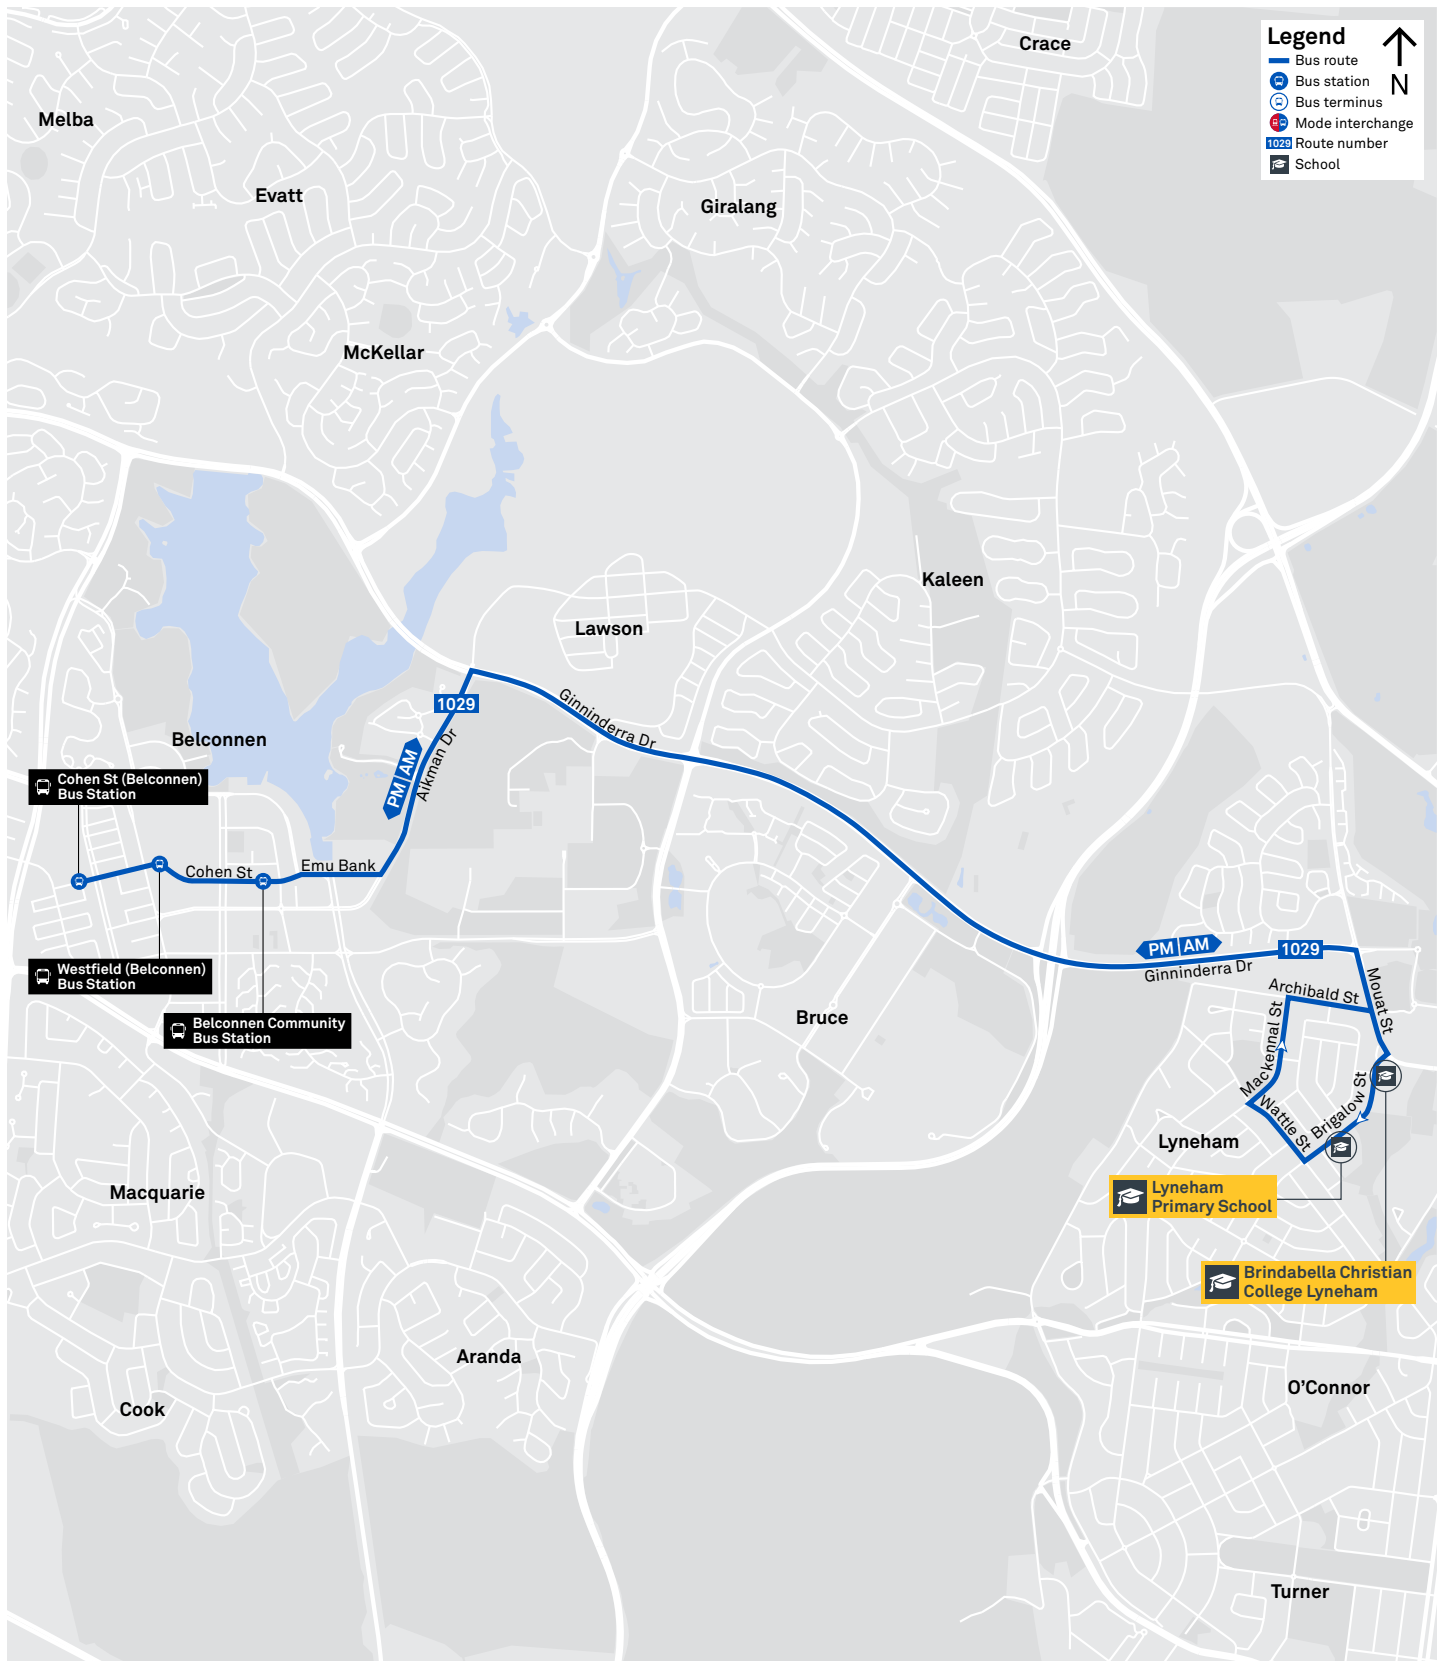 Crace
Legend
N
Bus route
Bus station
Bus terminus
Mode interchange
1029 Route number
School
Melba
Evatt
Giralang
McKellar
Kaleen
Lawson
1029
Ginninderra Dr
Belconnen
PM AM
Aikman Dr
Cohen St (Belconnen)
Bus Station
Cohen St
Emu Bank
Westfield (Belconnen)
Bus Station
Belconnen Community
Bus Station
PM AM
1029
Ginninderra Dr
Mouat St
Archibald St
Mackennal St
Wattle St
Brigalow St
Bruce
Lyneham
Lyneham
Primary School
Brindabella Christian
College Lyneham
Macquarie
Aranda
Cook
O'Connor
Turner